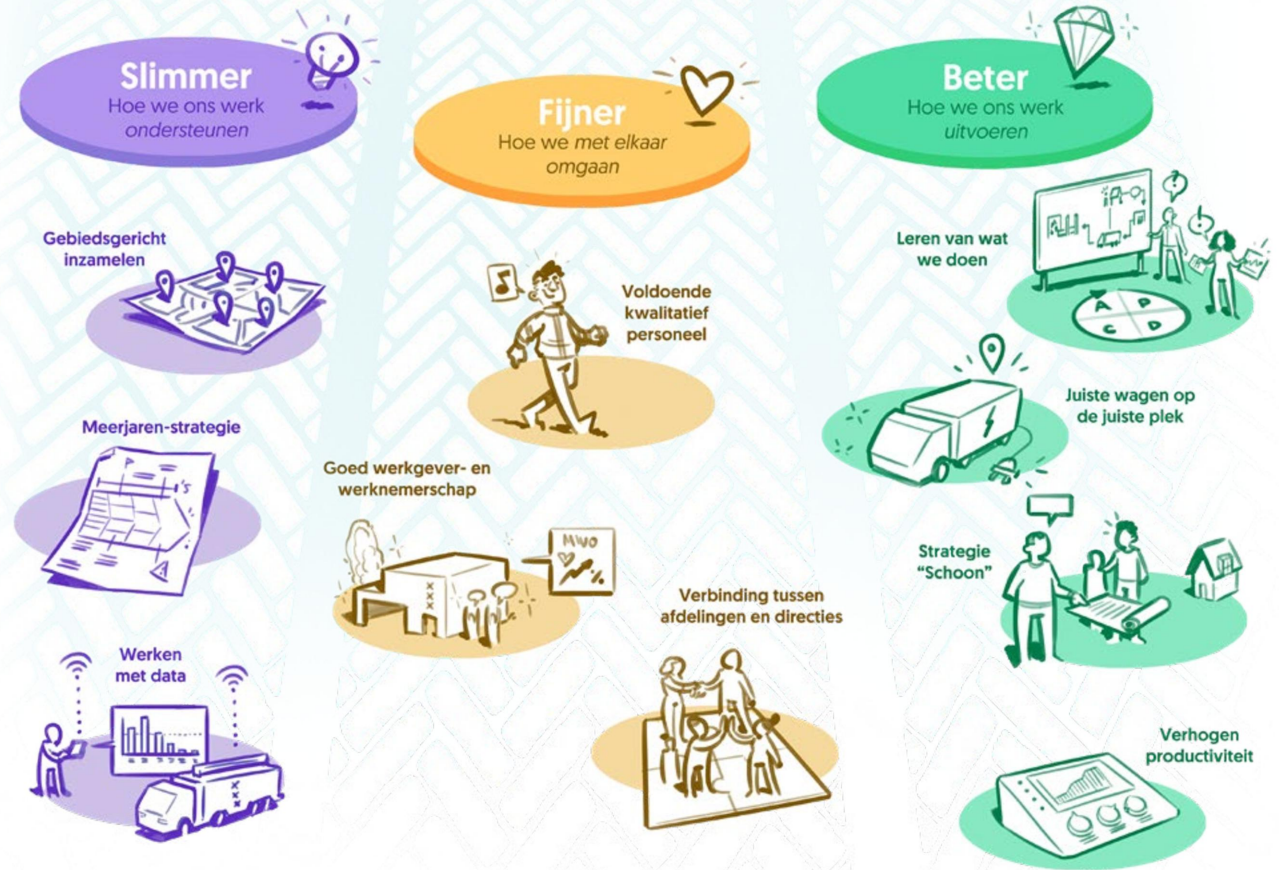 Slimmer
Hoe we ons werk
ondersteunen
Gebiedsgericht
inzamelen
Meerjaren-strategie
Werken
met data
Fijner
Hoe we met elkaar
omgaan
Voldoende
kwalitatief
personeel
Goed werkgever- en
werknemerschap
MWO
%
Verbinding tussen
afdelingen en directies
Beter
Hoe we ons werk
uitvoeren
Leren van wat
we doen
?
!
A P
C D
Juiste wagen op
de juiste plek
Strategie
“Schoon”
Verhogen
productiviteit